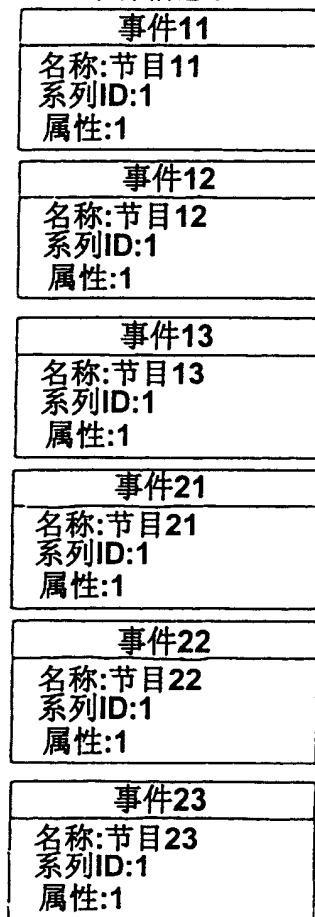 事件11
名称:节目11
系列ID:1
属性:1
事件12
名称:节目12
系列ID:1
属性:1
事件13
名称:节目13
系列ID:1
属性:1
事件21
名称:节目21
系列ID:1
属性:1
事件22
名称:节目22
系列ID:1
属性:1
事件23
名称:节目23
系列ID:1
属性:1